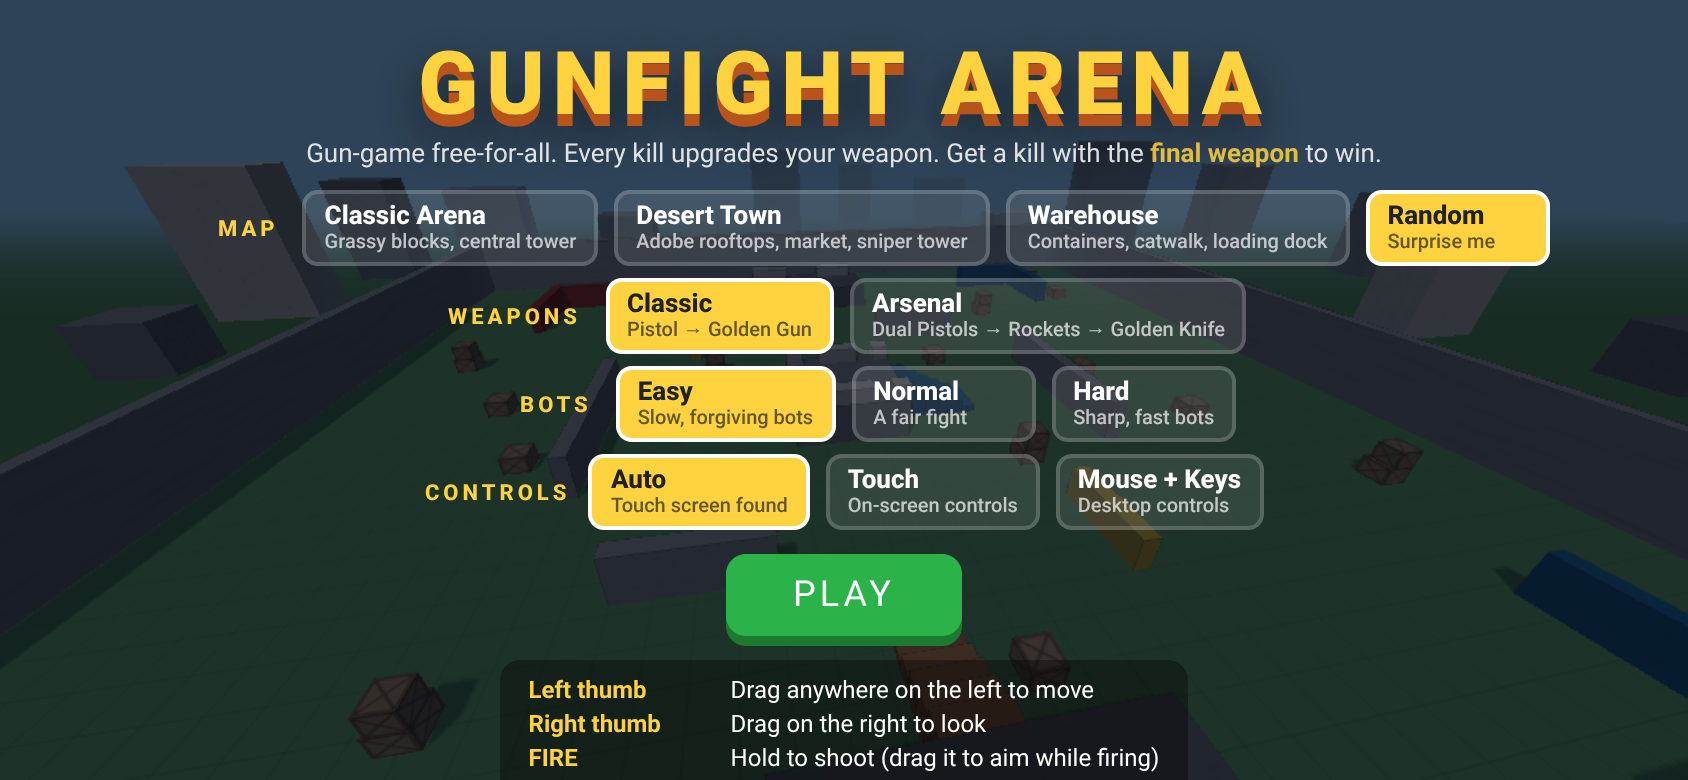 GUNFIGHT ARENA
Gun-game free-for-all. Every kill upgrades your weapon. Get a kill with the final weapon to win.
MAP
Classic Arena
Grassy blocks, central tower
Desert Town
Adobe rooftops, market, sniper tower
Warehouse
Containers, catwalk, loading dock
Random
Surprise me
WEAPONS
Classic
Pistol → Golden Gun
Arsenal
Dual Pistols → Rockets → Golden Knife
BOTS
Easy
Slow, forgiving bots
Normal
A fair fight
Hard
Sharp, fast bots
CONTROLS
Auto
Touch screen found
Touch
On-screen controls
Mouse + Keys
Desktop controls
PLAY
Left thumb Drag anywhere on the left to move
Right thumb Drag on the right to look
FIRE Hold to shoot (drag it to aim while firing)